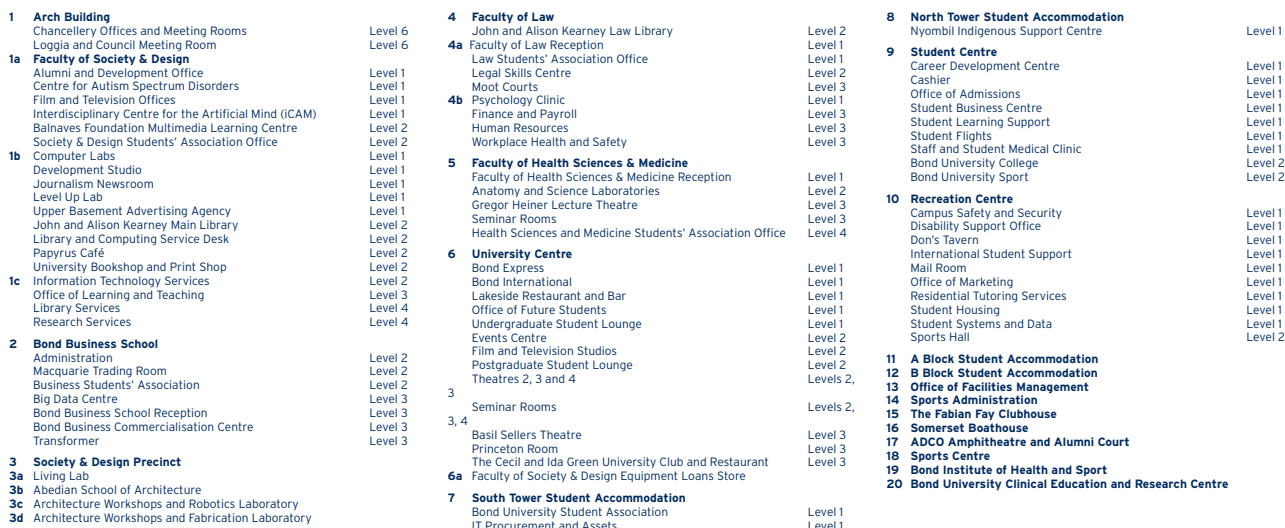 1 Arch Building
Chancellery Offices and Meeting Rooms Level 6
Loggia and Council Meeting Room Level 6
1a Faculty of Society & Design
Alumni and Development Office Level 1
Centre for Autism Spectrum Disorders Level 1
Film and Television Offices Level 1
Interdisciplinary Centre for the Artificial Mind (iCAM) Level 1
Balnaves Foundation Multimedia Learning Centre Level 2
Society & Design Students’ Association Office Level 2
1b Computer Labs Level 1
Development Studio Level 1
Journalism Newsroom Level 1
Level Up Lab Level 1
Upper Basement Advertising Agency Level 1
John and Alison Kearney Main Library Level 2
Library and Computing Service Desk Level 2
Papyrus Café Level 2
University Bookshop and Print Shop Level 2
1c Information Technology Services Level 2
Office of Learning and Teaching Level 3
Library Services Level 4
Research Services Level 4
2 Bond Business School
Administration Level 2
Macquarie Trading Room Level 2
Business Students’ Association Level 2
Big Data Centre Level 3
Bond Business School Reception Level 3
Bond Business Commercialisation Centre Level 3
Transformer Level 3
3 Society & Design Precinct
3a Living Lab
3b Abedian School of Architecture
3c Architecture Workshops and Robotics Laboratory
3d Architecture Workshops and Fabrication Laboratory
4 Faculty of Law
John and Alison Kearney Law Library Level 2
4a Faculty of Law Reception Level 1
Law Students’ Association Office Level 1
Legal Skills Centre Level 2
Moot Courts Level 3
4b Psychology Clinic Level 1
Finance and Payroll Level 3
Human Resources Level 3
Workplace Health and Safety Level 3
5 Faculty of Health Sciences & Medicine
Faculty of Health Sciences & Medicine Reception Level 1
Anatomy and Science Laboratories Level 2
Gregor Heiner Lecture Theatre Level 3
Seminar Rooms Level 3
Health Sciences and Medicine Students’ Association Office Level 4
6 University Centre
Bond Express Level 1
Bond International Level 1
Lakeside Restaurant and Bar Level 1
Office of Future Students Level 1
Undergraduate Student Lounge Level 1
Events Centre Level 2
Film and Television Studios Level 2
Postgraduate Student Lounge Level 2
Theatres 2, 3 and 4 Levels 2,
3
Seminar Rooms Levels 2,
3, 4
Basil Sellers Theatre Level 3
Princeton Room Level 3
The Cecil and Ida Green University Club and Restaurant Level 3
6a Faculty of Society & Design Equipment Loans Store
7 South Tower Student Accommodation
Bond University Student Association Level 1
IT Procurement and Assets Level 1
8 North Tower Student Accommodation
Nyombil Indigenous Support Centre Level 1
9 Student Centre
Career Development Centre Level 1
Cashier Level 1
Office of Admissions Level 1
Student Business Centre Level 1
Student Learning Support Level 1
Student Flights Level 1
Staff and Student Medical Clinic Level 1
Bond University College Level 2
Bond University Sport Level 2
10 Recreation Centre
Campus Safety and Security Level 1
Disability Support Office Level 1
Don’s Tavern Level 1
International Student Support Level 1
Mail Room Level 1
Office of Marketing Level 1
Residential Tutoring Services Level 1
Student Housing Level 1
Student Systems and Data Level 1
Sports Hall Level 2
11 A Block Student Accommodation
12 B Block Student Accommodation
13 Office of Facilities Management
14 Sports Administration
15 The Fabian Fay Clubhouse
16 Somerset Boathouse
17 ADCO Amphitheatre and Alumni Court
18 Sports Centre
19 Bond Institute of Health and Sport
20 Bond University Clinical Education and Research Centre